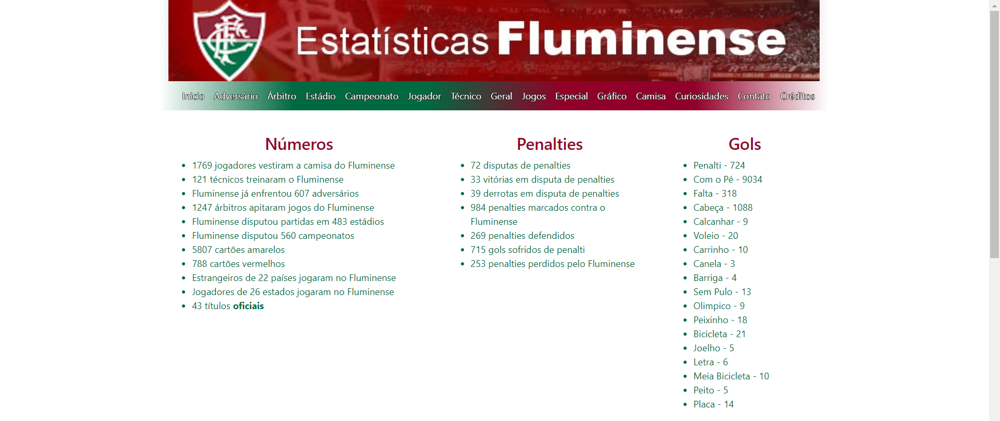 Estatísticas Fluminense
Inicio Adversário Árbitro Estádio Campeonato Jogador Técnico Geral Jogos Especial Gráfico Camisa Curiosidades Contato Créditos
Números
1769 jogadores vestiram a camisa do Fluminense
121 técnicos treinaram o Fluminense
Fluminense já enfrentou 607 adversários
1247 árbitros apitaram jogos do Fluminense
Fluminense disputou partidas em 483 estádios
Fluminense disputou 560 campeonatos
5807 cartões amarelos
788 cartões vermelhos
Estrangeiros de 22 países jogaram no Fluminense
Jogadores de 26 estados jogaram no Fluminense
43 títulos oficiais
Penalties
72 disputas de penalties
33 vitórias em disputa de penalties
39 derrotas em disputa de penalties
984 penalties marcados contra o
Fluminense
269 penalties defendidos
715 gols sofridos de penalti
253 penalties perdidos pelo Fluminense
Gols
Penalti - 724
Com o Pé - 9034
Falta - 318
Cabeça - 1088
Calcanhar - 9
Voleio - 20
Carrinho - 10
Canela - 3
Barriga - 4
Sem Pulo - 13
Olimpico - 9
Peixinho - 18
Bicicleta - 21
Joelho - 5
Letra - 6
Meia Bicicleta - 10
Peito - 5
Placa - 14